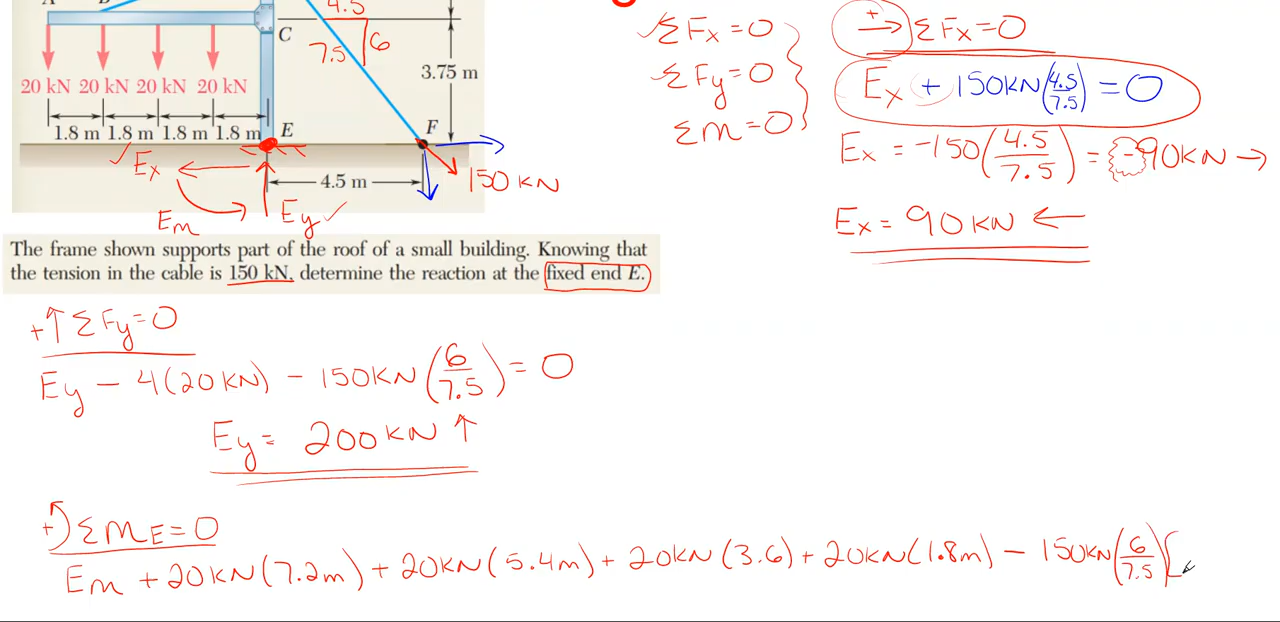 4.5
7.5
6
C
3.75 m
20 kN 20 kN 20 kN 20 kN
1.8 m 1.8 m 1.8 m 1.8 m
E
F
Ex
4.5 m
150 KN
Em
Ey
The frame shown supports part of the roof of a small building. Knowing that
the tension in the cable is 150 kN, determine the reaction at the fixed end E.
ΣFx=0
ΣFy=0
Σm=0
+→ ΣFx=0
Ex + 150KN(4.5/7.5) = 0
Ex = -150(4.5/7.5) = -90KN →
Ex = 90KN ←
+↑ΣFy=0
Ey - 4(20KN) - 150KN(6/7.5) = 0
Ey = 200KN ↑
+) ΣmE=0
Em + 20KN(7.2m) + 20KN(5.4m) + 20KN(3.6) + 20KN(1.8m) - 150KN(6/7.5)(